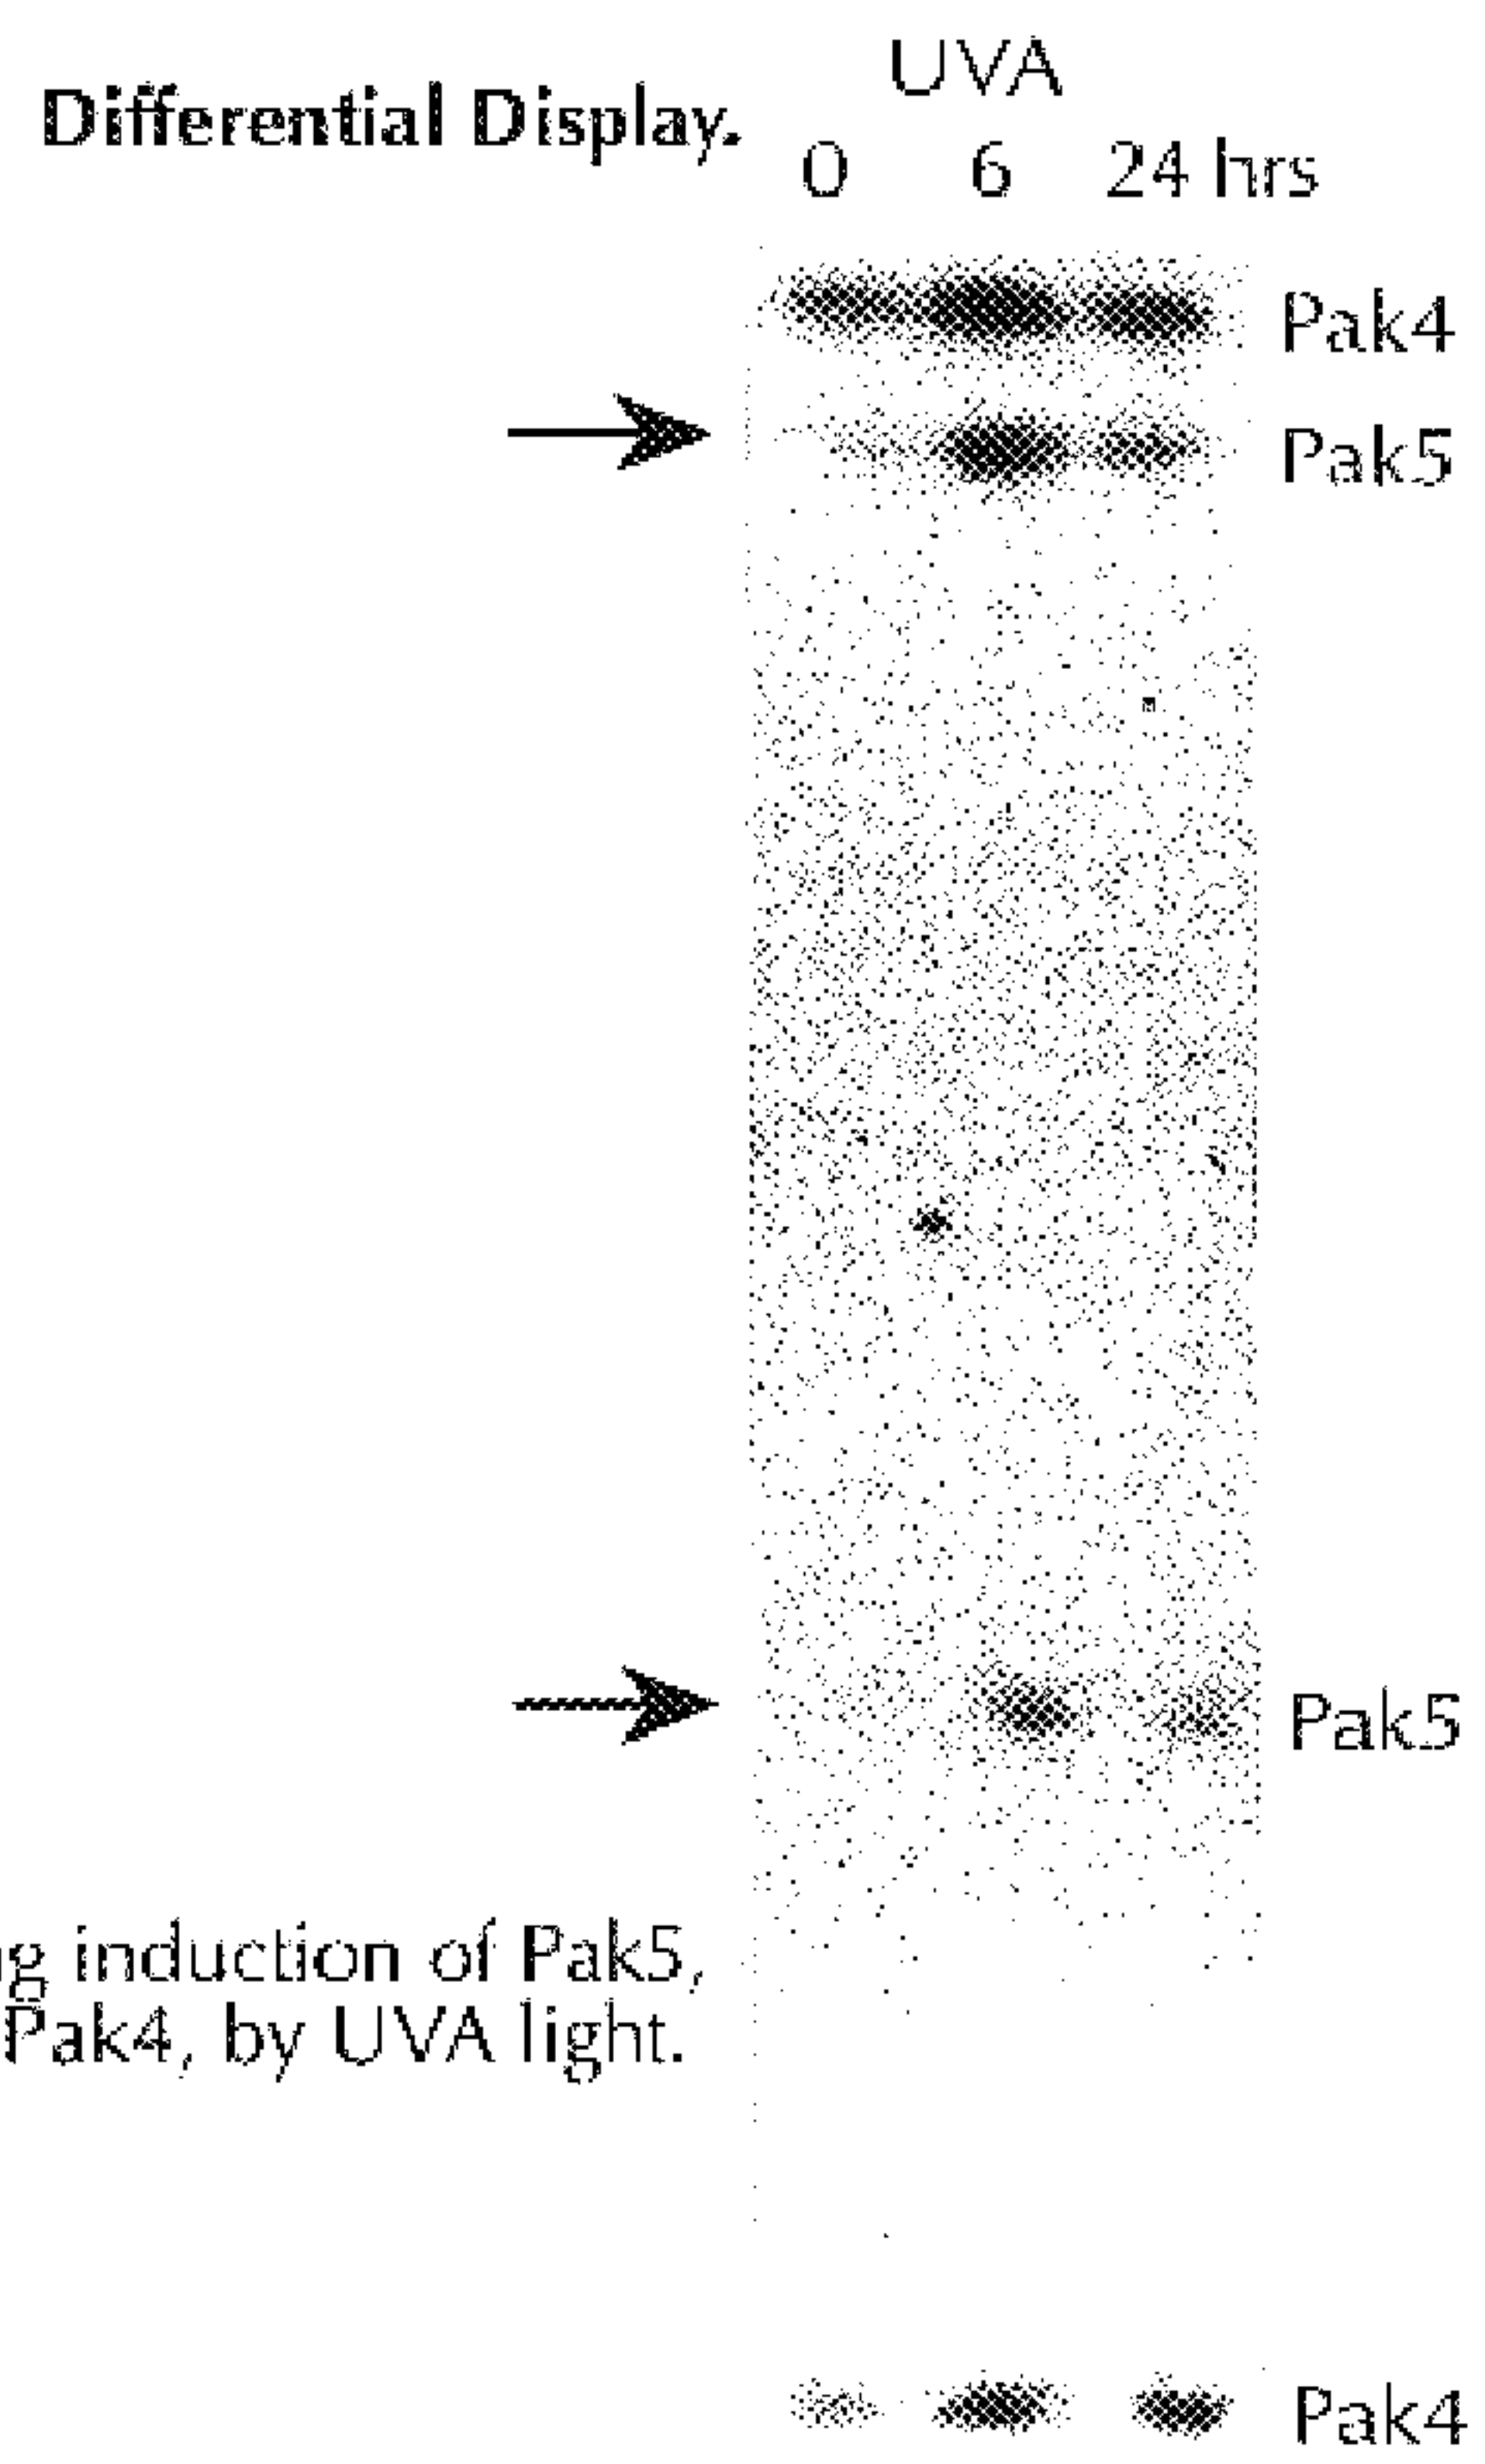 UVA
Differential Display,
0 6 24 hrs
Pak4
Pak5
Pak5
g induction of Pak5,
Pak4, by UVA light.
Pak4